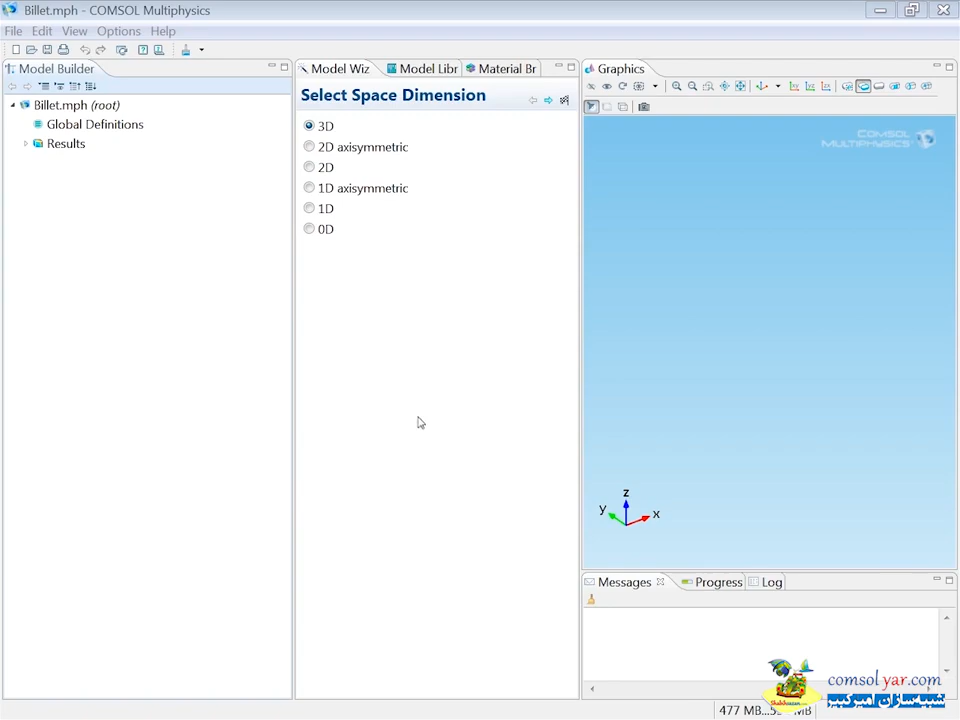 Billet.mph - COMSOL Multiphysics
File Edit View Options Help
Model Builder
Billet.mph (root)
Global Definitions
Results
Model Wiz
Model Libr
Material Br
Select Space Dimension
3D
2D axisymmetric
2D
1D axisymmetric
1D
0D
Graphics
COMSOL
MULTIPHYSICS
z
y
x
Messages
Progress
Log
comsolyar.com
477 MB
MB